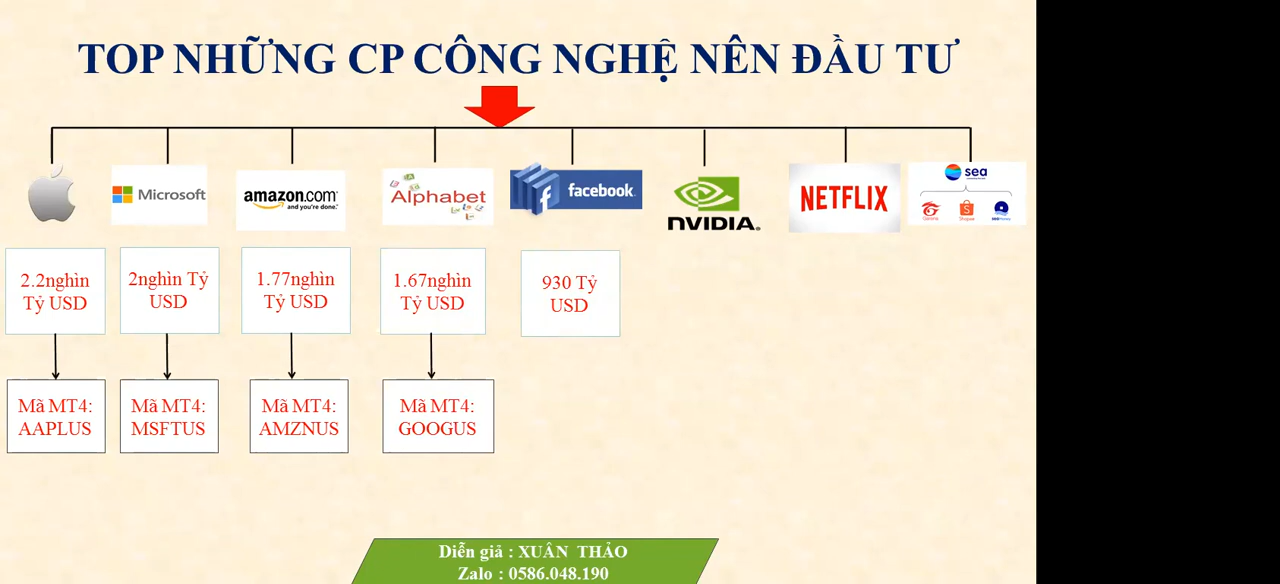 TOP NHỮNG CP CÔNG NGHỆ NÊN ĐẦU TƯ
Microsoft
amazon.com
and you're done.
Alphabet
facebook
NVIDIA.
NETFLIX
sea
Garena
Shopee
2.2nghìn
Tỷ USD
2nghìn Tỷ
USD
1.77nghìn
Tỷ USD
1.67nghìn
Tỷ USD
930 Tỷ
USD
Mã MT4:
AAPLUS
Mã MT4:
MSFTUS
Mã MT4:
AMZNUS
Mã MT4:
GOOGUS
Diễn giả : XUÂN THẢO
Zalo : 0586.048.190